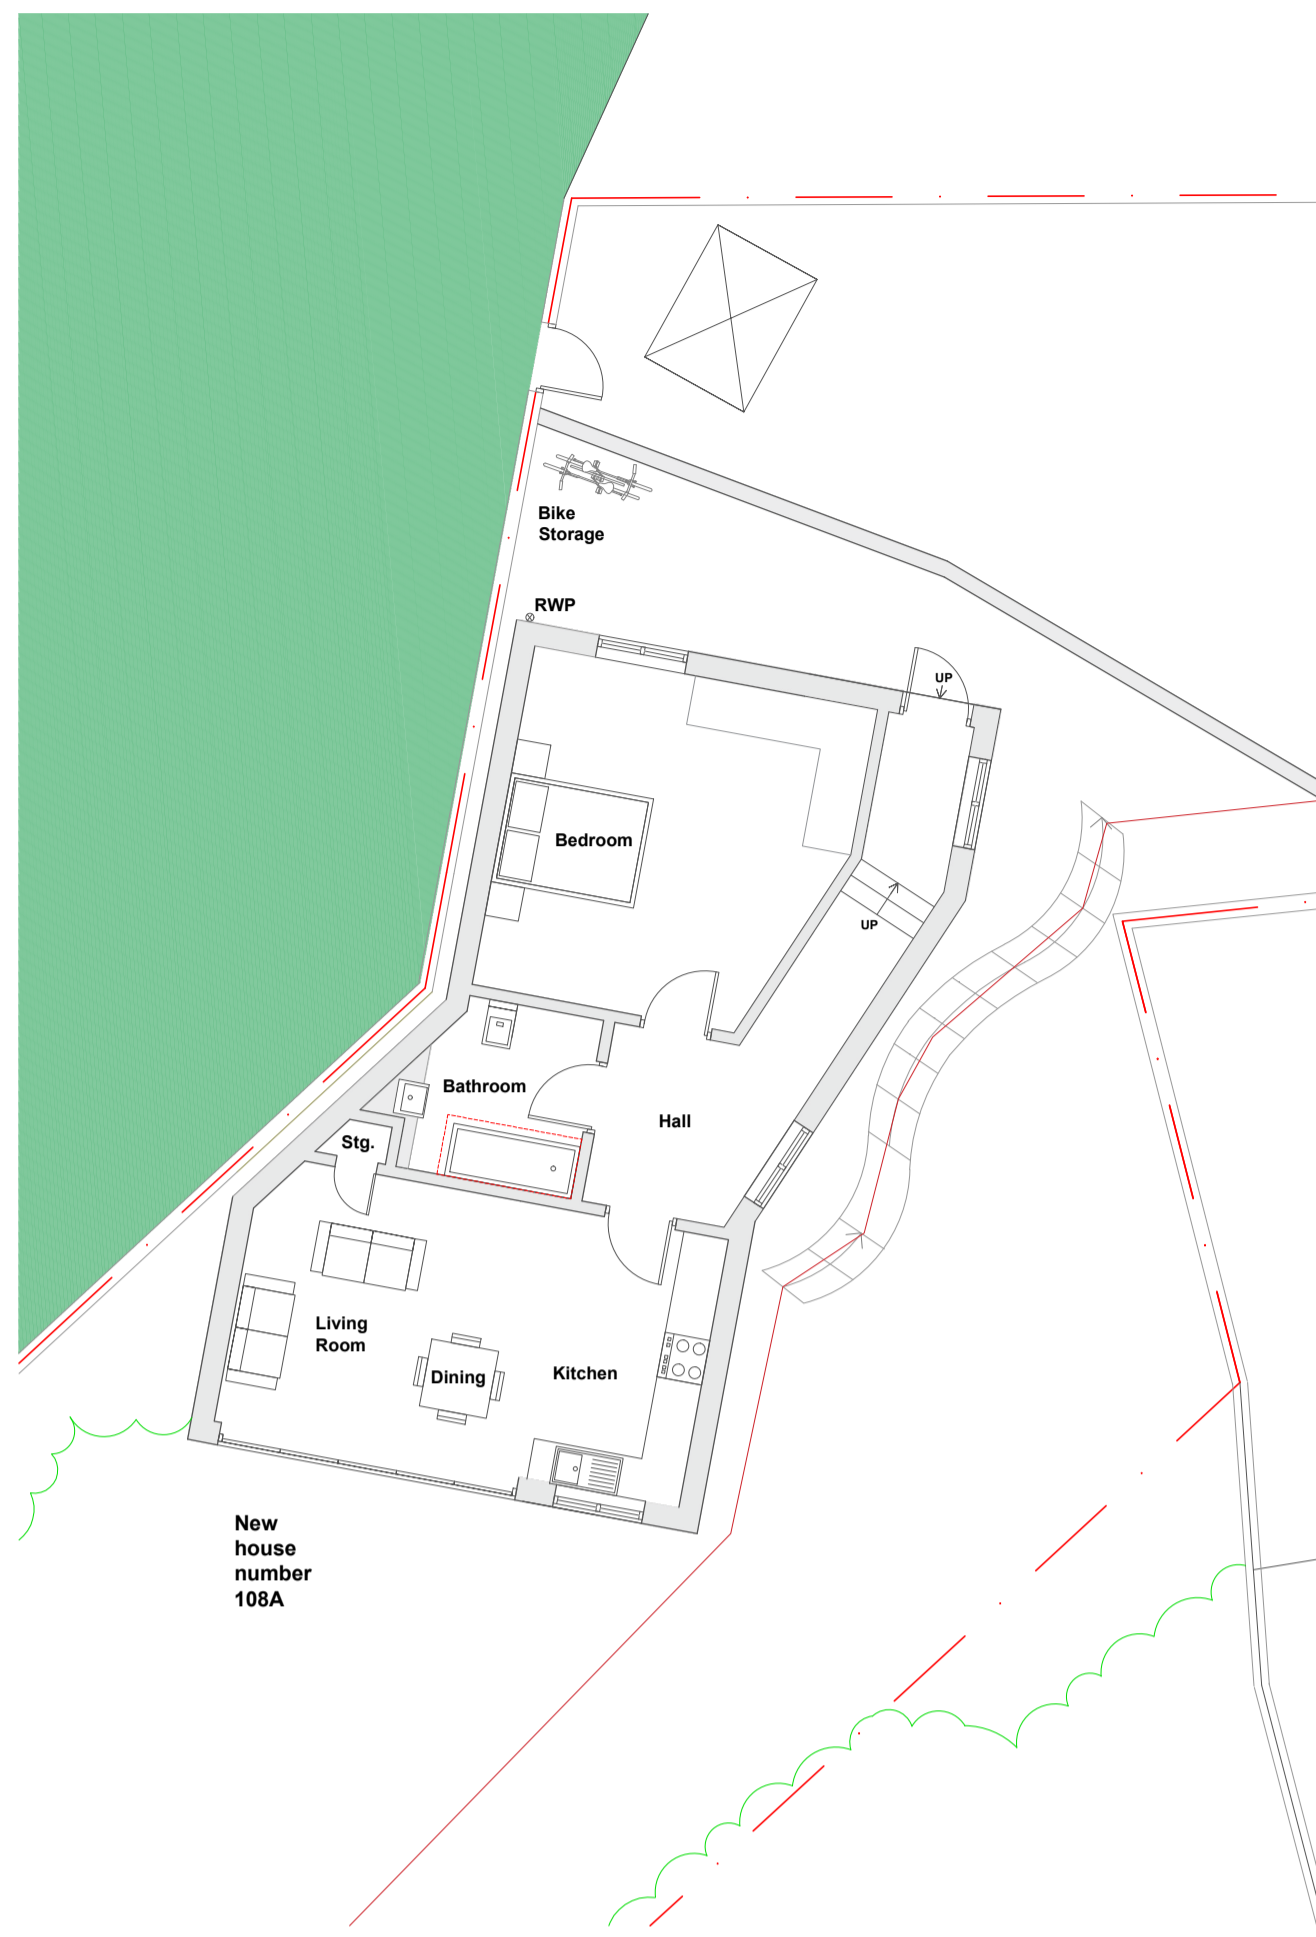 Bike
Storage
RWP
UP
Bedroom
UP
Bathroom
Hall
Stg.
Living
Room
Dining
Kitchen
New
house
number
108A